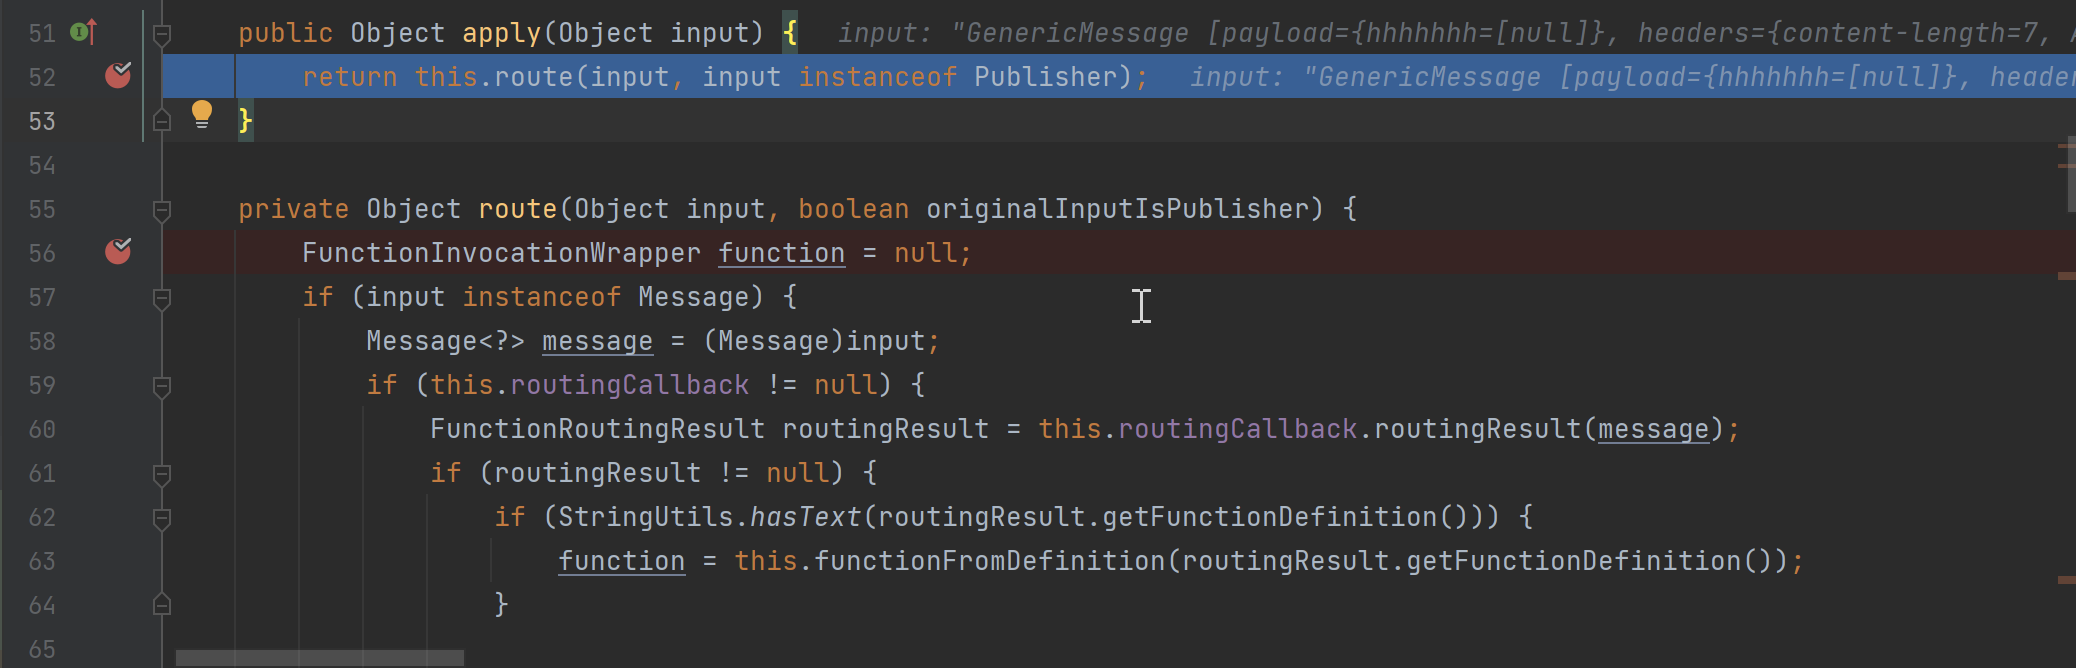 51 public Object apply(Object input) { input: "GenericMessage [payload={hhhhhhh=[null]}, headers={content-length=7, A
52 return this.route(input, input instanceof Publisher); input: "GenericMessage [payload={hhhhhhh=[null]}, header
53 }
54
55 private Object route(Object input, boolean originalInputIsPublisher) {
56 FunctionInvocationWrapper function = null;
57 if (input instanceof Message) {
58 Message<?> message = (Message)input;
59 if (this.routingCallback != null) {
60 FunctionRoutingResult routingResult = this.routingCallback.routingResult(message);
61 if (routingResult != null) {
62 if (StringUtils.hasText(routingResult.getFunctionDefinition())) {
63 function = this.functionFromDefinition(routingResult.getFunctionDefinition());
64 }
65